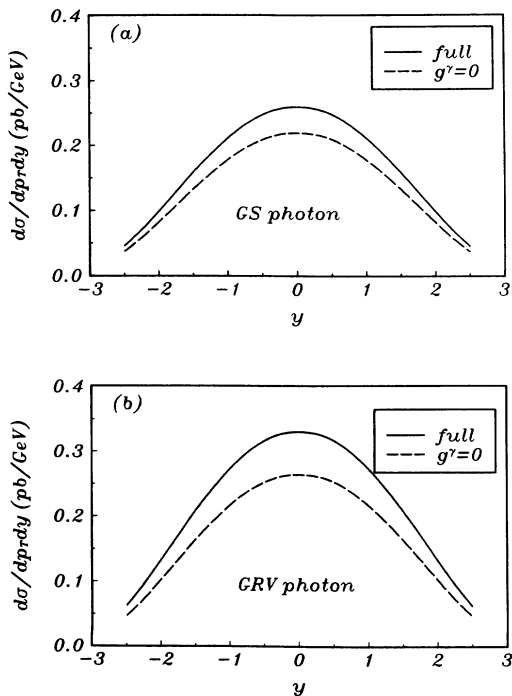 (a)
full
g^γ=0
dσ/dp_T dy (pb/GeV)
0.4
0.3
0.2
0.1
0.0
GS photon
−3 −2 −1 0 1 2 3
y
(b)
full
g^γ=0
dσ/dp_T dy (pb/GeV)
0.4
0.3
0.2
0.1
0.0
GRV photon
−3 −2 −1 0 1 2 3
y